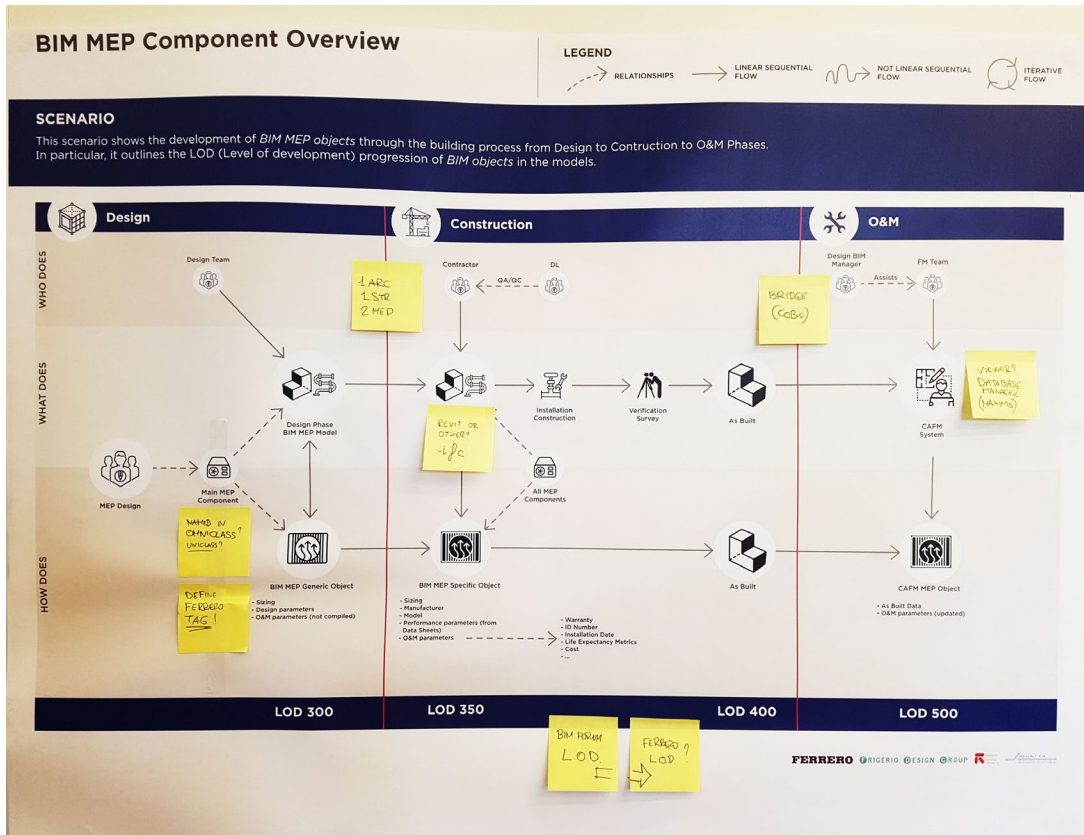 BIM MEP Component Overview
LEGEND
RELATIONSHIPS
LINEAR SEQUENTIAL
FLOW
NOT LINEAR SEQUENTIAL
FLOW
ITERATIVE
FLOW
SCENARIO
This scenario shows the development of BIM MEP objects through the building process from Design to Contruction to O&M Phases.
In particular, it outlines the LOD (Level of development) progression of BIM objects in the models.
Design
Construction
O&M
WHO DOES
Design Team
1 ARC
1 STR
2 MEP
Contractor
QA/QC
DL
BRIDGE
(COBIE)
Design BIM
Manager
Assists
FM Team
WHAT DOES
Design Phase
BIM MEP Model
REVIT OR
OTHER?
.ifc
Installation
Construction
Verification
Survey
As Built
CAFM
System
VIEWER?
DATABASE
MANAGER
(MAXIMO)
MEP Design
Main MEP
Component
All MEP
Components
NAMED IN
OMNICLASS?
UNICLASS?
DEFINE
FERRERO
TAG!
HOW DOES
BIM MEP Generic Object
- Sizing
- Design parameters
- O&M parameters (not compiled)
BIM MEP Specific Object
- Sizing
- Manufacturer
- Model
- Performance parameters (from
Data Sheets)
- O&M parameters
- Warranty
- ID Number
- Installation Date
- Life Expectancy Metrics
- Cost
- ...
As Built
CAFM MEP Object
- As Built Data
- O&M parameters (updated)
LOD 300
LOD 350
LOD 400
LOD 500
BIM FORUM
L.O.D.
FERRERO?
LOD.
FERRERO
FRIGERIO DESIGN GROUP